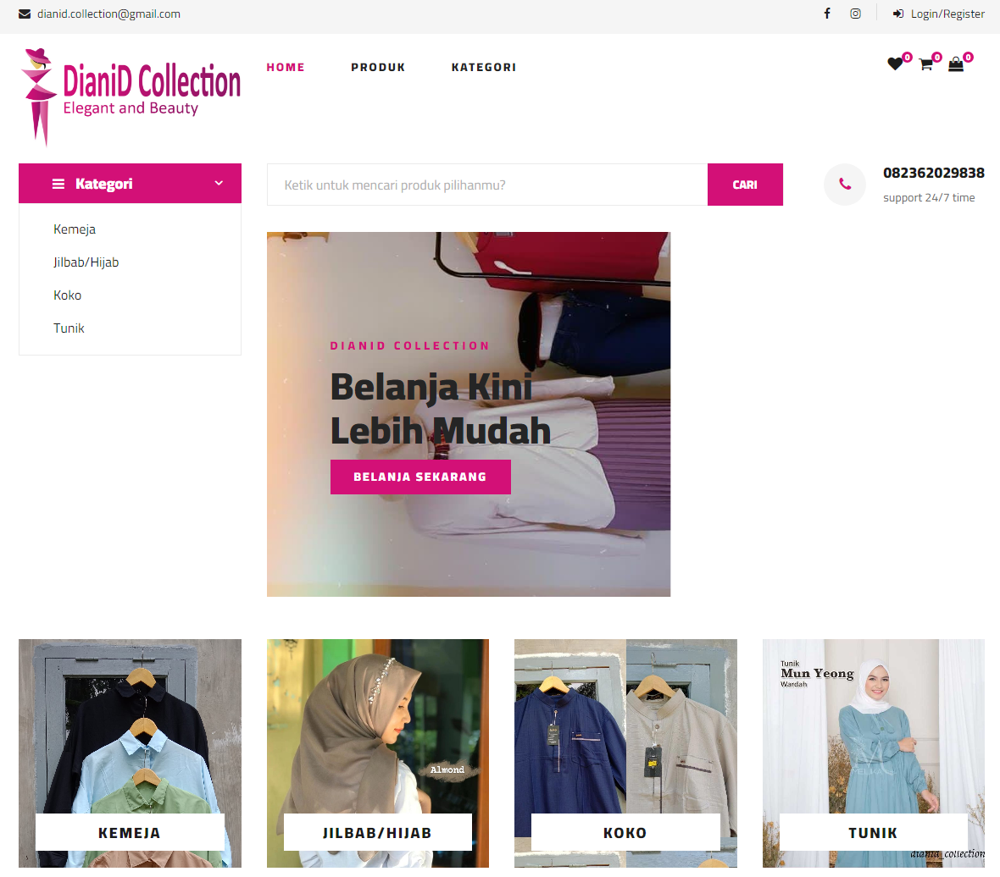 dianid.collection@gmail.com
Login/Register
DianiD Collection
Elegant and Beauty
HOME
PRODUK
KATEGORI
0
0
0
Kategori
Ketik untuk mencari produk pilihanmu?
CARI
082362029838
support 24/7 time
Kemeja
Jilbab/Hijab
Koko
Tunik
DIANID COLLECTION
Belanja Kini
Lebih Mudah
BELANJA SEKARANG
KEMEJA
Almond
JILBAB/HIJAB
KOKO
Tunik
Mun Yeong
Wardah
TUNIK
dianid_collection